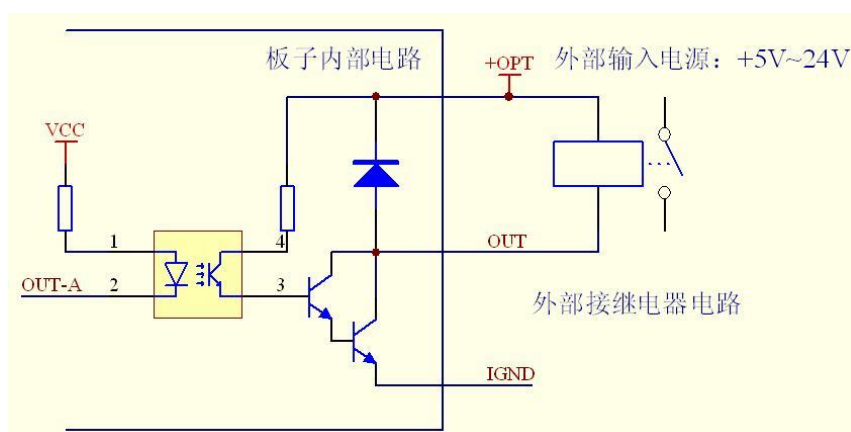 板子内部电路
+OPT
外部输入电源：+5V~24V
VCC
1
4
OUT
OUT-A
2
3
外部接继电器电路
IGND